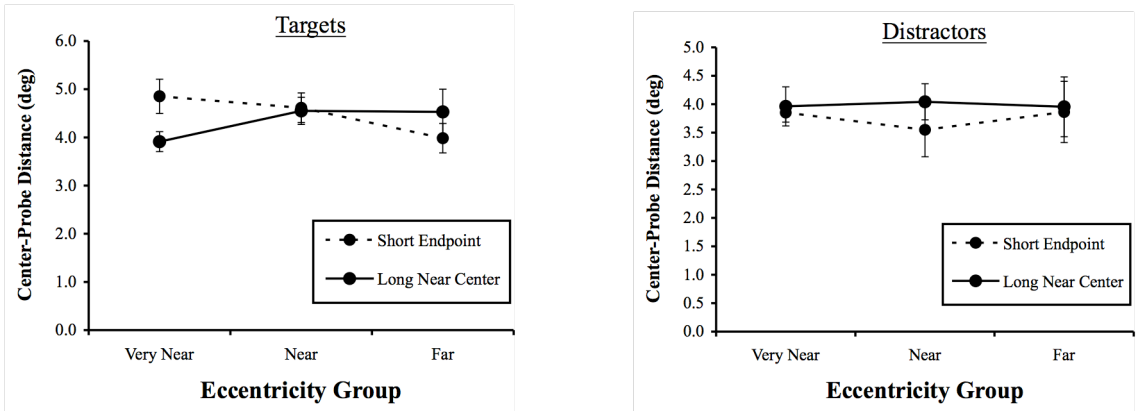 Targets
Center-Probe Distance (deg)
6.0
5.0
4.0
3.0
2.0
1.0
0.0
Short Endpoint
Long Near Center
Very Near Near Far
Eccentricity Group
Distractors
Center-Probe Distance (deg)
5.0
4.5
4.0
3.5
3.0
2.5
2.0
1.5
1.0
0.5
0.0
Short Endpoint
Long Near Center
Very Near Near Far
Eccentricity Group